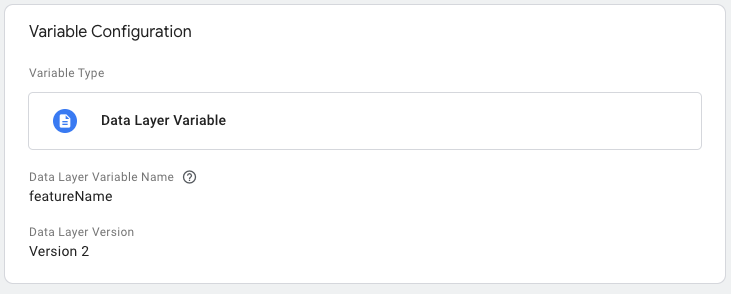 Variable Configuration
Variable Type
Data Layer Variable
Data Layer Variable Name
featureName
Data Layer Version
Version 2